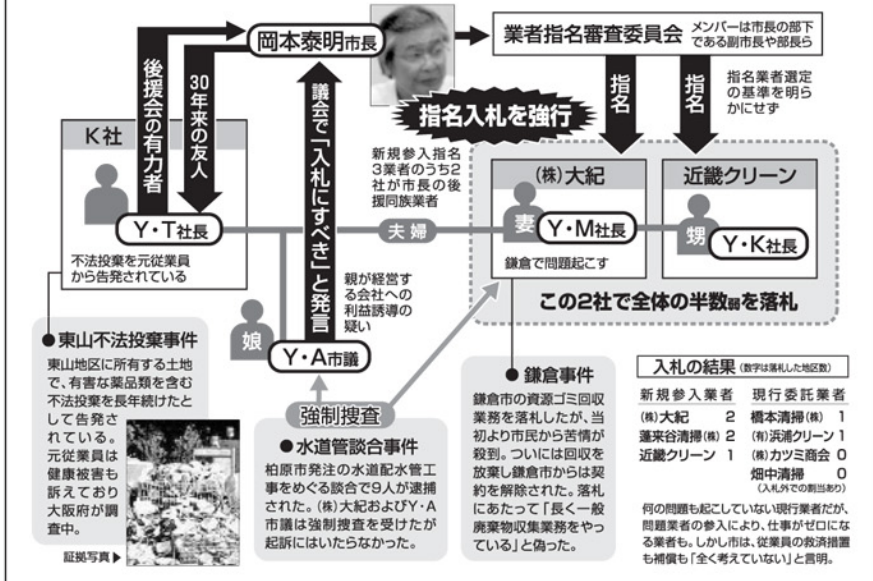 岡本泰明市長
業者指名審査委員会
メンバーは市長の部下
である副市長や部長ら
後援会の有力者
30年来の友人
議会で「入札にすべき」と発言
指名
指名
指名業者選定
の基準を明ら
かにせず
指名入札を強行
新規参入指名
3業者のうち2
社が市長の後
援同族業者
K社
Y・T社長
不法投棄を元従業員
から告発されている
夫婦
(株)大紀
妻
Y・M社長
鎌倉で問題起こす
近畿クリーン
甥
Y・K社長
この2社で全体の半数弱を落札
娘
Y・A市議
親が経営す
る会社への
利益誘導の
疑い
強制捜査
●東山不法投棄事件
東山地区に所有する土地
で、有害な薬品類を含む
不法投棄を長年続けたと
して告発さ
れている。
元従業員は
健康被害も
訴えており
大阪府が調
査中。
証拠写真▶
●水道管談合事件
柏原市発注の水道配水管工
事をめぐる談合で9人が逮捕
された。(株)大紀およびY・A
市議は強制捜査を受けたが
起訴にはいたらなかった。
●鎌倉事件
鎌倉市の資源ゴミ回収
業務を落札したが、当
初より市民から苦情が
殺到。ついには回収を
放棄し鎌倉市からは契
約を解除された。落札
にあたって「長く一般
廃棄物収集業務をやっ
ている」と偽った。
入札の結果(数字は落札した地区数)
新規参入業者 現行委託業者
(株)大紀 2 橋本清掃(株) 1
蓬来谷清掃(株) 2 (有)浜浦クリーン 1
近畿クリーン 1 (株)カツミ商会 0
畑中清掃 0
(入札外での割当あり)
何の問題も起こしていない現行業者だが、
問題業者の参入により、仕事がゼロにな
る業者も。しかし市は、従業員の救済措置
も補償も「全く考えていない」と言明。